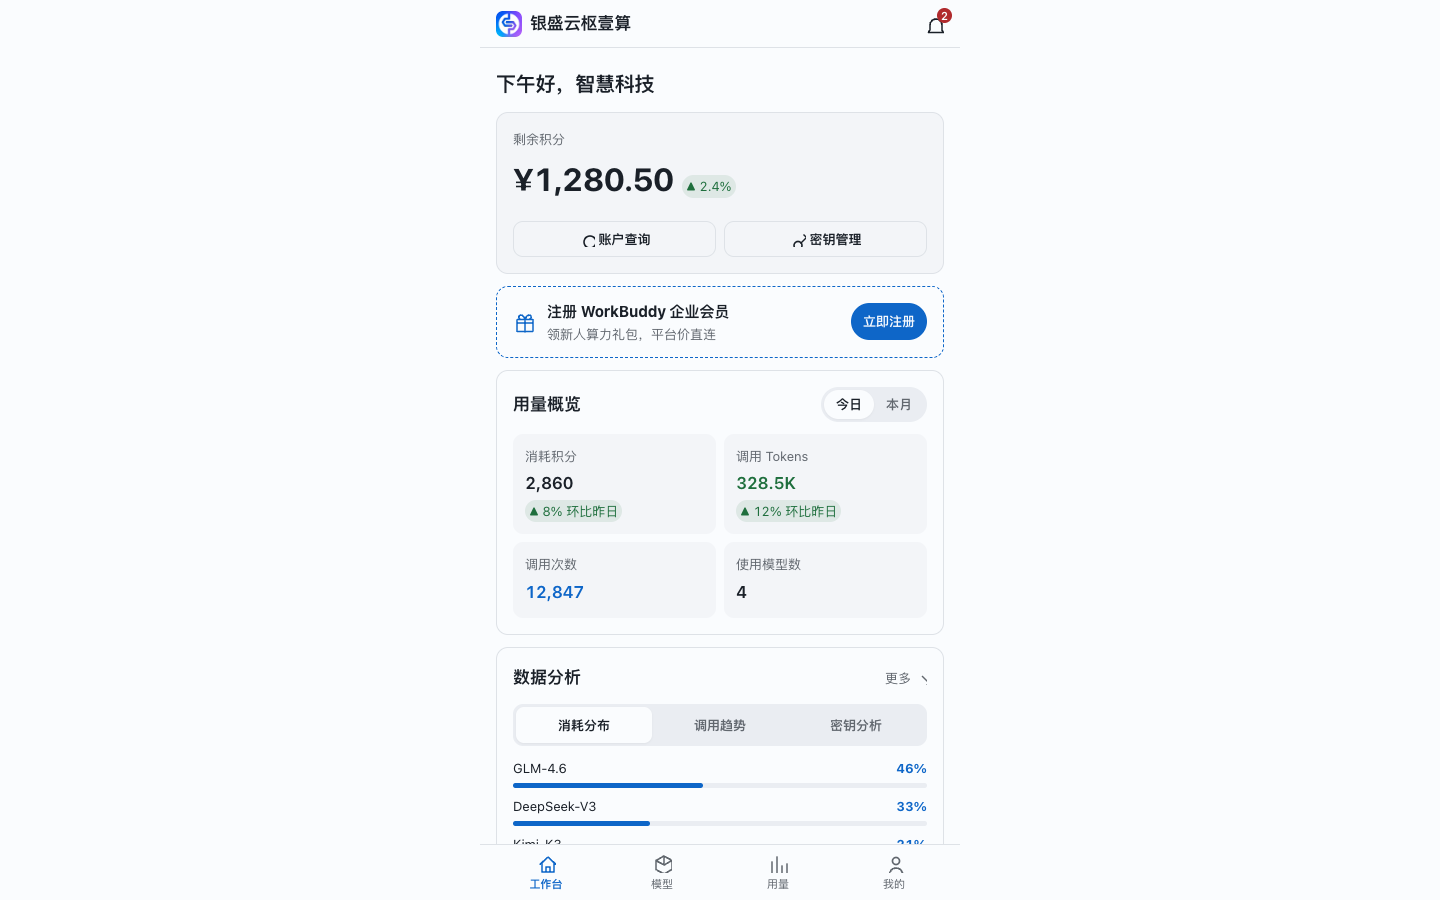 银盛云枢壹算
2
下午好，智慧科技
剩余积分
¥1,280.50 ▲ 2.4%
账户查询 密钥管理
注册 WorkBuddy 企业会员
领新人算力礼包，平台价直连
立即注册
用量概览 今日 本月
消耗积分
2,860
▲ 8% 环比昨日
调用 Tokens
328.5K
▲ 12% 环比昨日
调用次数
12,847
使用模型数
4
数据分析 更多
消耗分布 调用趋势 密钥分析
GLM-4.6 46%
DeepSeek-V3 33%
工作台 模型 用量 我的